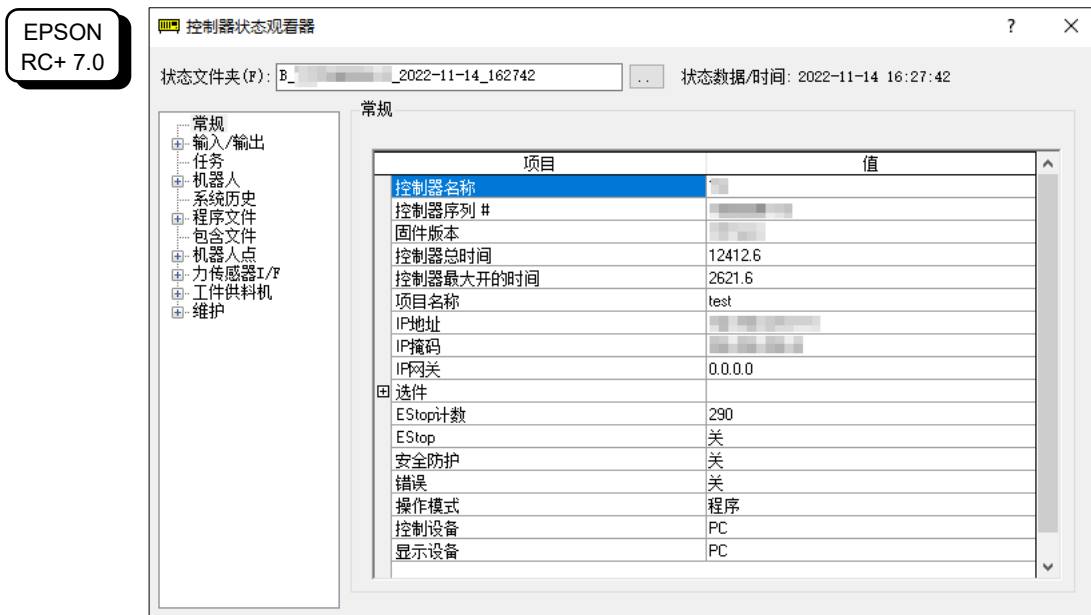 EPSON
RC+ 7.0
控制器状态观看器
?
状态文件夹(F): B_ _2022-11-14_162742 .. 状态数据/时间: 2022-11-14 16:27:42
常规
输入/输出
任务
机器人
系统历史
程序文件
包含文件
机器人点
力传感器I/F
工件供料机
维护
常规
项目 值
控制器名称
控制器序列 #
固件版本
控制器总时间 12412.6
控制器最大开的时间 2621.6
项目名称 test
IP地址
IP掩码
IP网关 0.0.0.0
选件
EStop计数 290
EStop 关
安全防护 关
错误 关
操作模式 程序
控制设备 PC
显示设备 PC